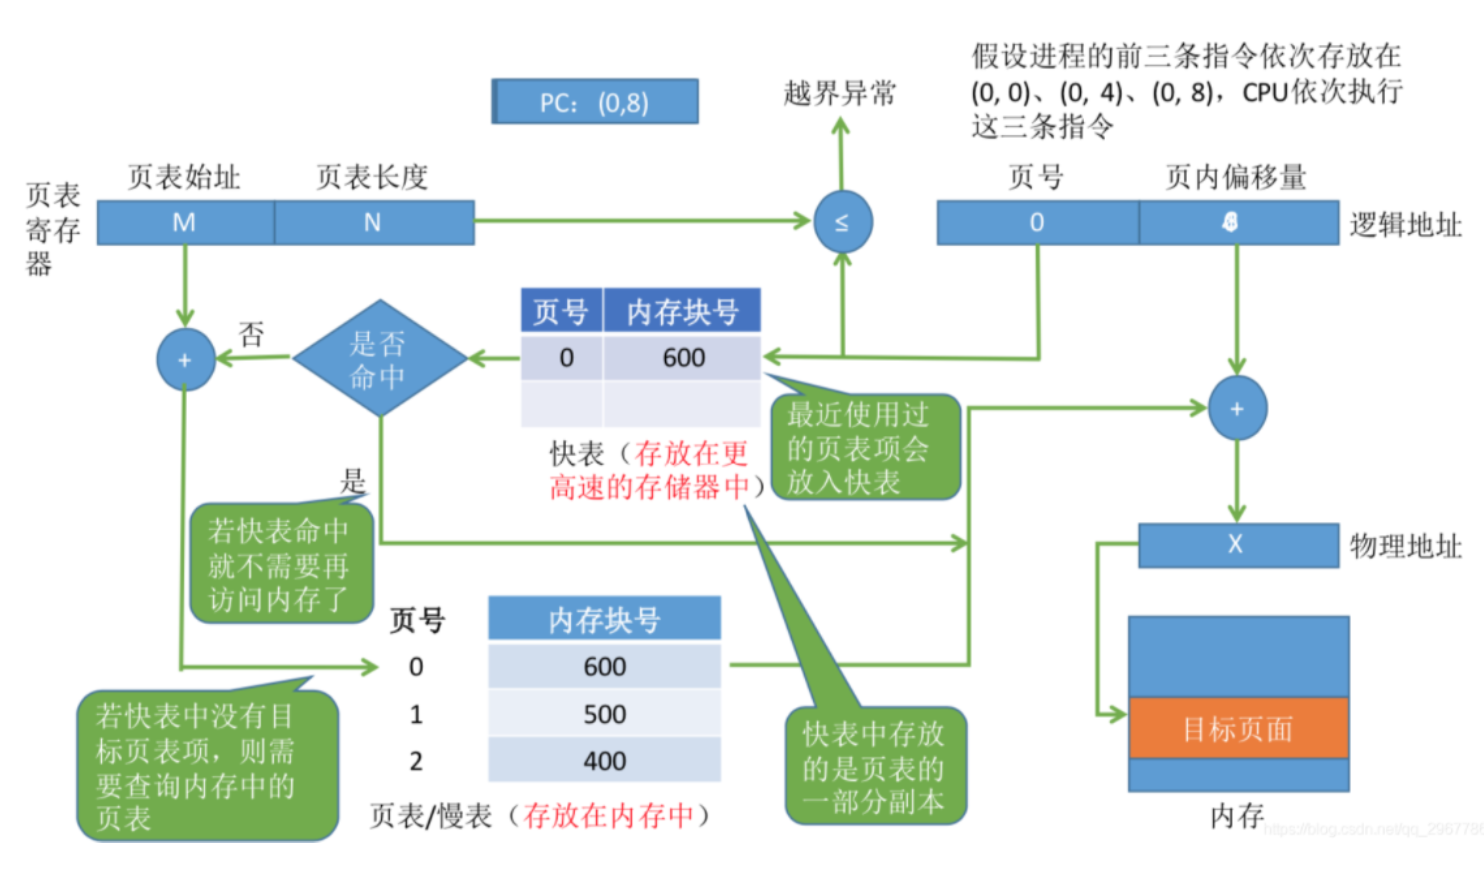 假设进程的前三条指令依次存放在
(0, 0)、(0, 4)、(0, 8)，CPU依次执行
这三条指令
PC：(0,8)
越界异常
页表始址
页表长度
页号
页内偏移量
页表
寄存
器
M
N
≤
0
逻辑地址
页号
内存块号
0
600
是否
命中
否
+
+
最近使用过
的页表项会
放入快表
快表（存放在更
高速的存储器中）
是
若快表命中
就不需要再
访问内存了
X
物理地址
页号
内存块号
0
600
1
500
2
400
若快表中没有目
标页表项，则需
要查询内存中的
页表
快表中存放
的是页表的
一部分副本
目标页面
页表/慢表（存放在内存中）
内存